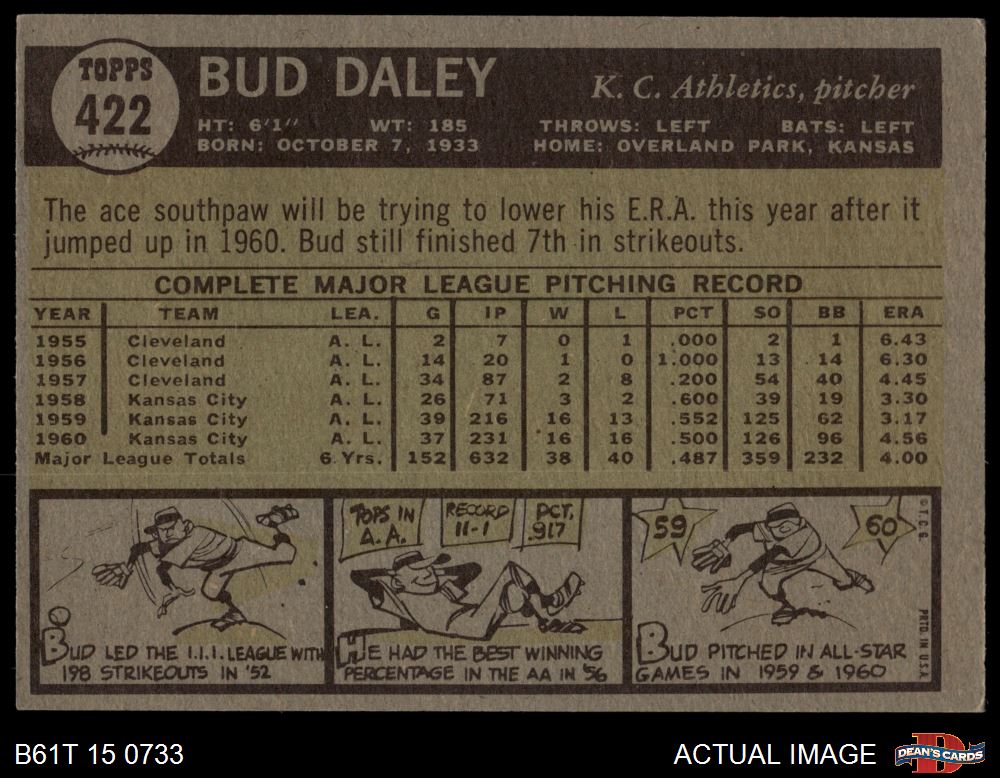 TOPPS
422
BUD DALEY
K. C. Athletics, pitcher
HT: 6'1" WT: 185 THROWS: LEFT BATS: LEFT
BORN: OCTOBER 7, 1933 HOME: OVERLAND PARK, KANSAS
The ace southpaw will be trying to lower his E.R.A. this year after it
jumped up in 1960. Bud still finished 7th in strikeouts.
COMPLETE MAJOR LEAGUE PITCHING RECORD
YEAR TEAM LEA. G IP W L PCT SO BB ERA
1955 Cleveland A. L. 2 7 0 1 .000 2 1 6.43
1956 Cleveland A. L. 14 20 1 0 1.000 13 14 6.30
1957 Cleveland A. L. 34 87 2 8 .200 54 40 4.45
1958 Kansas City A. L. 26 71 3 2 .600 39 19 3.30
1959 Kansas City A. L. 39 216 16 13 .552 125 62 3.17
1960 Kansas City A. L. 37 231 16 16 .500 126 96 4.56
Major League Totals 6 Yrs. 152 632 38 40 .487 359 232 4.00
BUD LED THE I.I.I. LEAGUE WITH
198 STRIKEOUTS IN '52
TOPS IN
A.A.
RECORD
11-1
PCT.
.917
HE HAD THE BEST WINNING
PERCENTAGE IN THE AA IN '56
59
60
BUD PITCHED IN ALL-STAR
GAMES IN 1959 & 1960
© T.C.G.
PRTD. IN U.S.A.
B61T 15 0733
ACTUAL IMAGE
DEAN'S CARDS